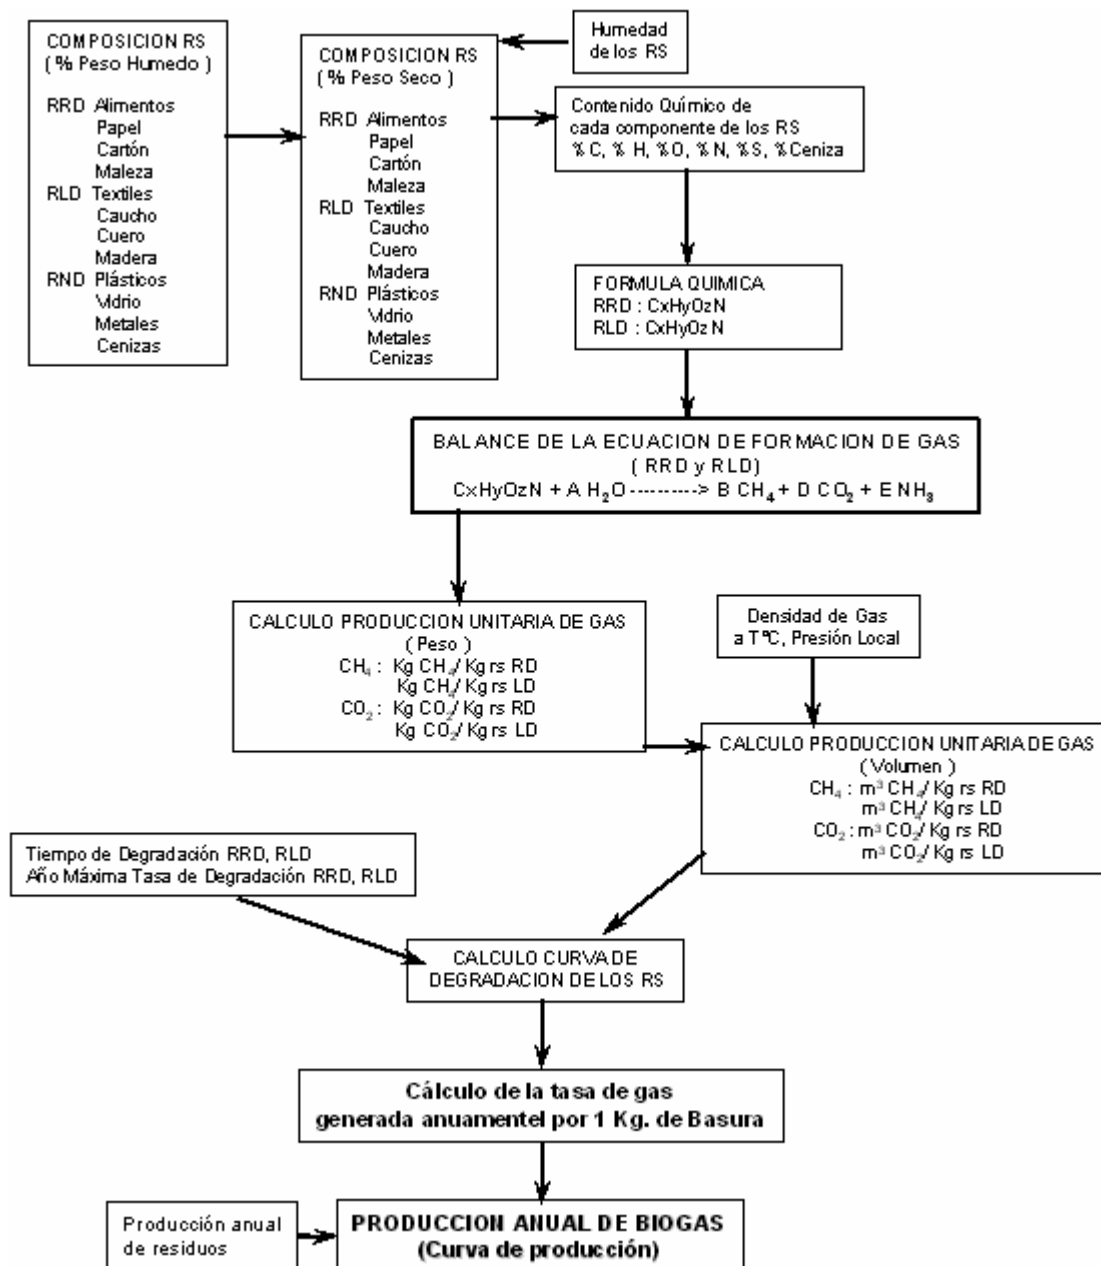 COMPOSICION RS
( % Peso Humedo )
RRD Alimentos
Papel
Cartón
Maleza
RLD Textiles
Caucho
Cuero
Madera
RND Plásticos
Vidrio
Metales
Cenizas
COMPOSICION RS
( % Peso Seco )
RRD Alimentos
Papel
Cartón
Maleza
RLD Textiles
Caucho
Cuero
Madera
RND Plásticos
Vidrio
Metales
Cenizas
Humedad
de los RS
Contenido Químico de
cada componente de los RS
% C, % H, %O, %N, %S, %Ceniza
FORMULA QUIMICA
RRD : CxHyOzN
RLD : CxHyOzN
BALANCE DE LA ECUACION DE FORMACION DE GAS
( RRD y RLD)
CxHyOzN + A H₂O ----------> B CH₄ + D CO₂ + E NH₃
CALCULO PRODUCCION UNITARIA DE GAS
( Peso )
CH₄ : Kg CH₄/ Kg rs RD
Kg CH₄/ Kg rs LD
CO₂ : Kg CO₂/ Kg rs RD
Kg CO₂/ Kg rs LD
Densidad de Gas
a TºC, Presión Local
CALCULO PRODUCCION UNITARIA DE GAS
( Volumen )
CH₄ : m³ CH₄/ Kg rs RD
m³ CH₄/ Kg rs LD
CO₂ : m³ CO₂/ Kg rs RD
m³ CO₂/ Kg rs LD
Tiempo de Degradación RRD, RLD
Año Máxima Tasa de Degradación RRD, RLD
CALCULO CURVA DE
DEGRADACION DE LOS RS
Cálculo de la tasa de gas
generada anuamentel por 1 Kg. de Basura
Producción anual
de residuos
PRODUCCION ANUAL DE BIOGAS
(Curva de producción)